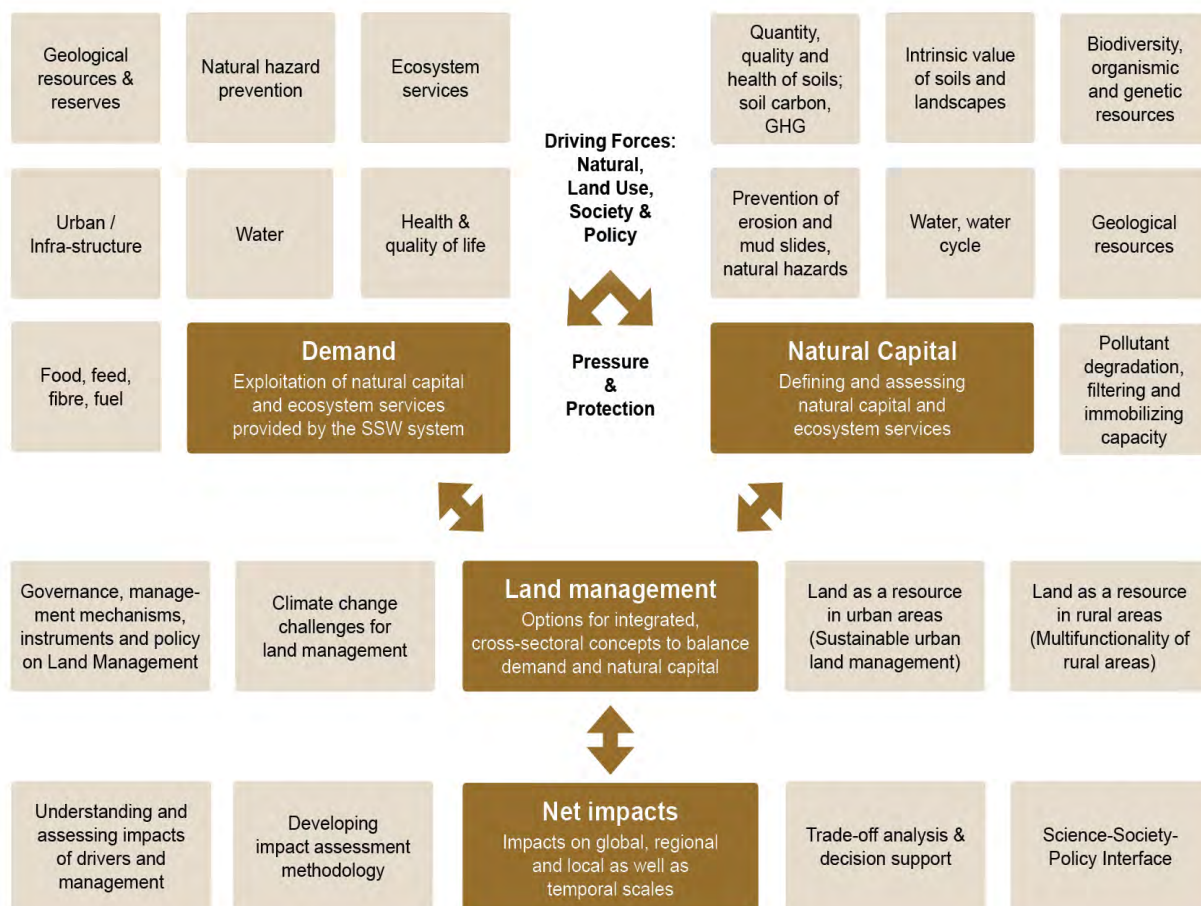 Geological
resources &
reserves
Natural hazard
prevention
Ecosystem
services
Urban /
Infra-structure
Water
Health &
quality of life
Food, feed,
fibre, fuel
Demand
Exploitation of natural capital
and ecosystem services
provided by the SSW system
Driving Forces:
Natural,
Land Use,
Society &
Policy
Pressure
&
Protection
Quantity,
quality and
health of soils;
soil carbon,
GHG
Intrinsic value
of soils and
landscapes
Biodiversity,
organismic
and genetic
resources
Prevention of
erosion and
mud slides,
natural hazards
Water, water
cycle
Geological
resources
Natural Capital
Defining and assessing
natural capital and
ecosystem services
Pollutant
degradation,
filtering and
immobilizing
capacity
Governance, manage-
ment mechanisms,
instruments and policy
on Land Management
Climate change
challenges for
land management
Land management
Options for integrated,
cross-sectoral concepts to balance
demand and natural capital
Land as a resource
in urban areas
(Sustainable urban
land management)
Land as a resource
in rural areas
(Multifunctionality of
rural areas)
Understanding and
assessing impacts
of drivers and
management
Developing
impact assessment
methodology
Net impacts
Impacts on global, regional
and local as well as
temporal scales
Trade-off analysis &
decision support
Science-Society-
Policy Interface